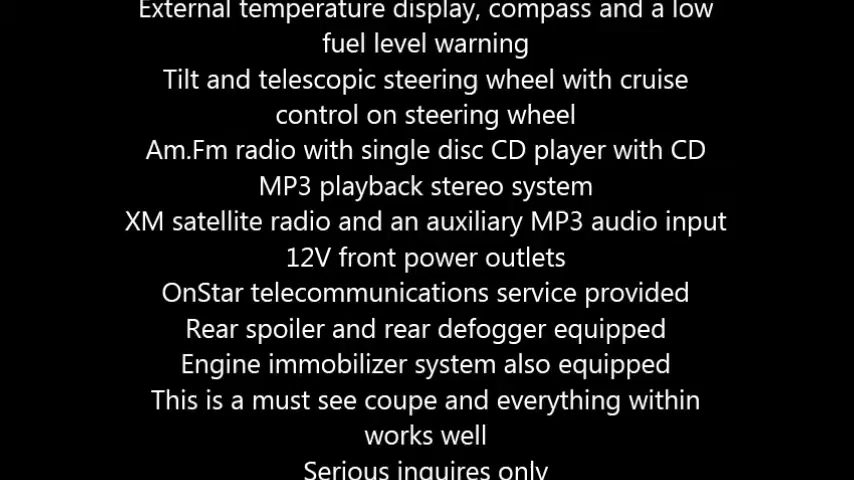 External temperature display, compass and a low
fuel level warning
Tilt and telescopic steering wheel with cruise
control on steering wheel
Am.Fm radio with single disc CD player with CD
MP3 playback stereo system
XM satellite radio and an auxiliary MP3 audio input
12V front power outlets
OnStar telecommunications service provided
Rear spoiler and rear defogger equipped
Engine immobilizer system also equipped
This is a must see coupe and everything within
works well
Serious inquires only